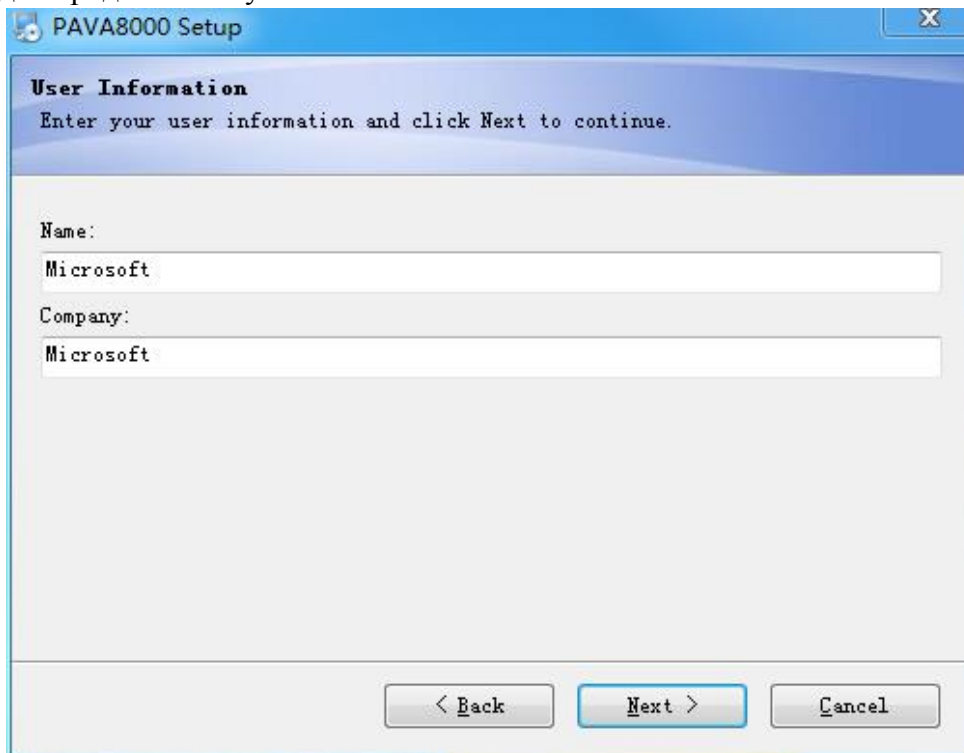 PAVA8000 Setup
User Information
Enter your user information and click Next to continue.
Name:
Microsoft
Company:
Microsoft
< Back
Next >
Cancel